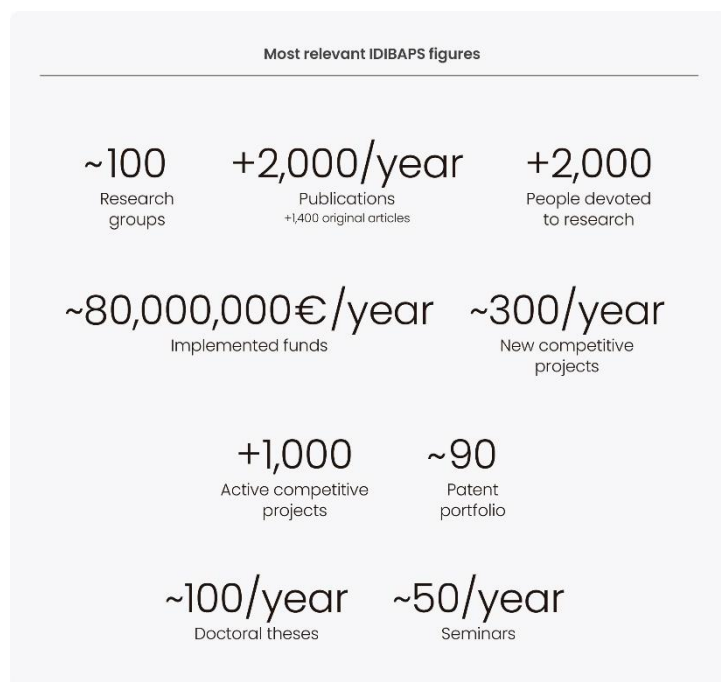 Most relevant IDIBAPS figures
~100
Research
groups
+2,000/year
Publications
+1,400 original articles
+2,000
People devoted
to research
~80,000,000€/year
Implemented funds
~300/year
New competitive
projects
+1,000
Active competitive
projects
~90
Patent
portfolio
~100/year
Doctoral theses
~50/year
Seminars